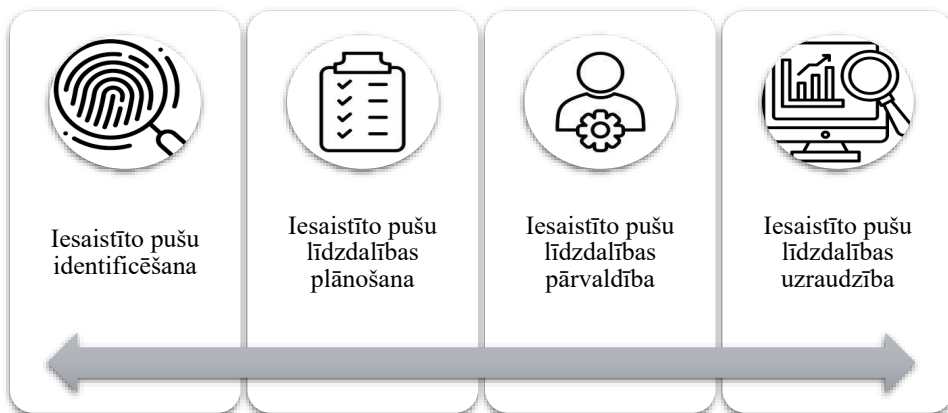 Iesaistīto pušu
identificēšana
Iesaistīto pušu
līdzdalības
plānošana
Iesaistīto pušu
līdzdalības
pārvaldība
Iesaistīto pušu
līdzdalības
uzraudzība